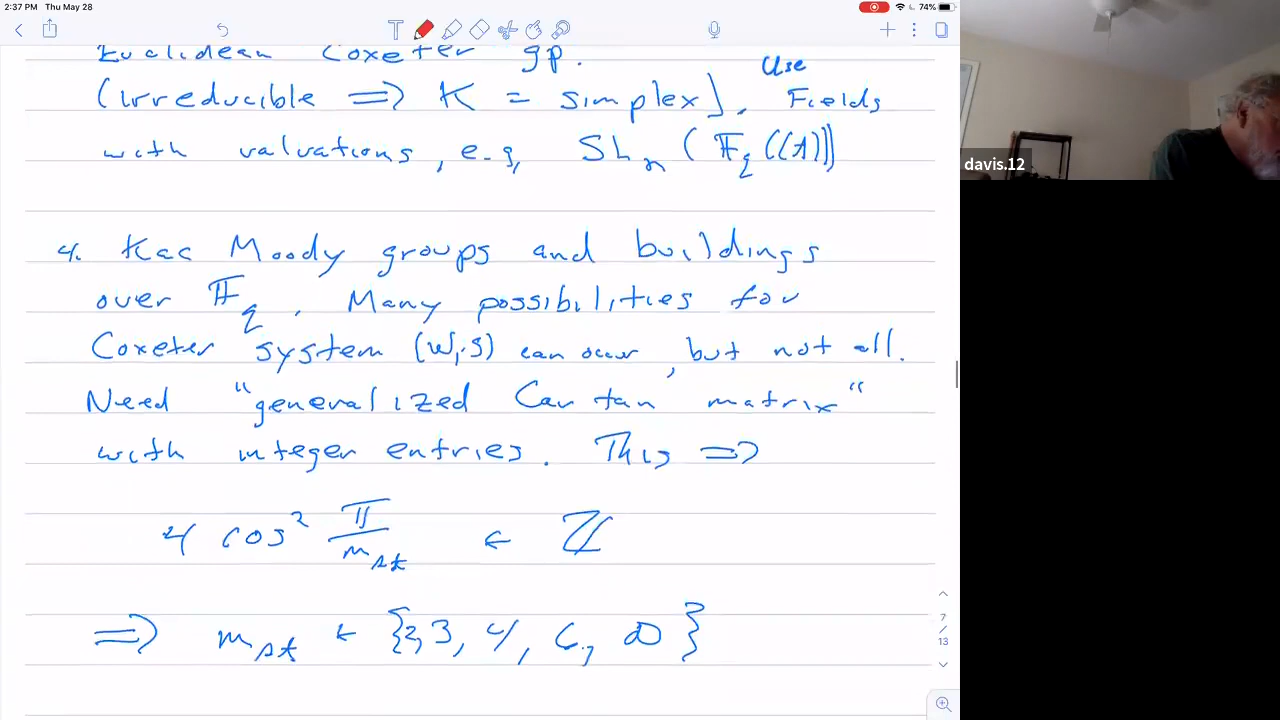 2:37 PM Thu May 28
74%
Euclidean Coxeter gp.
Use
(irreducible ⟹ K = simplex). Fields
with valuations, e.g, SL_n (𝔽_q((t)))
4. Kac Moody groups and buildings
over 𝔽_q. Many possibilities for
Coxeter system (W,S) can occur, but not all.
Need "generalized Cartan matrix"
with integer entries. This ⟹
4 cos² π/m_st ∈ ℤ
⟹ m_st ∈ {2, 3, 4, 6, ∞}
7
/
13
davis.12